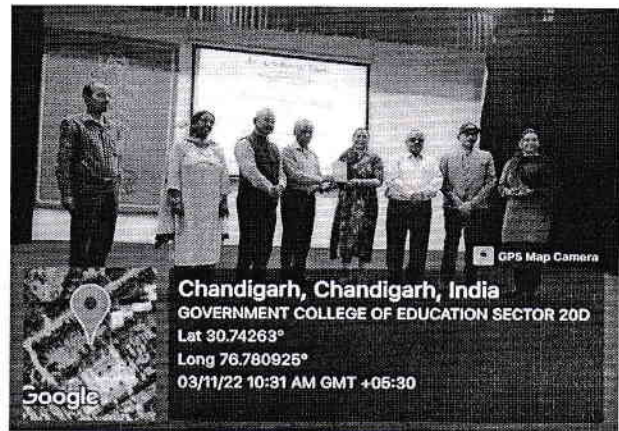 GPS Map Camera
Chandigarh, Chandigarh, India
GOVERNMENT COLLEGE OF EDUCATION SECTOR 20D
Lat 30.74263°
Long 76.780925°
03/11/22 10:31 AM GMT +05:30
Google